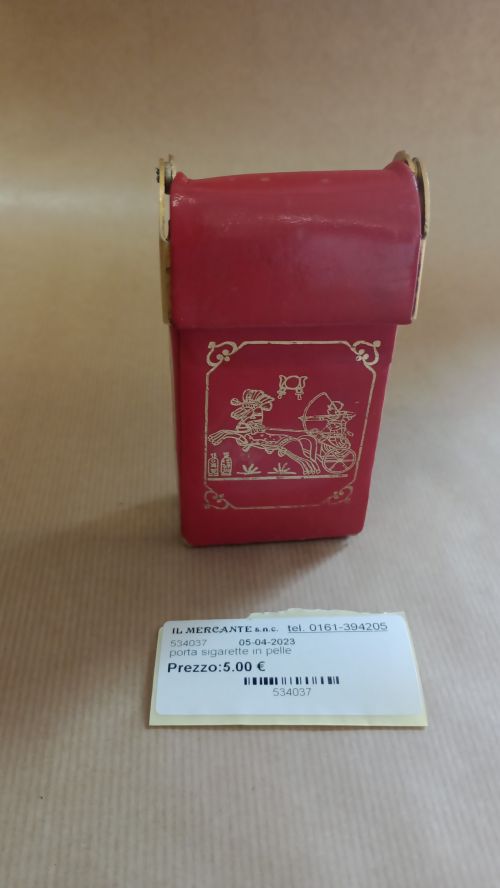 IL MERCANTE s.n.c. tel. 0161-394205
534037 05-04-2023
porta sigarette in pelle
Prezzo:5.00 €
534037